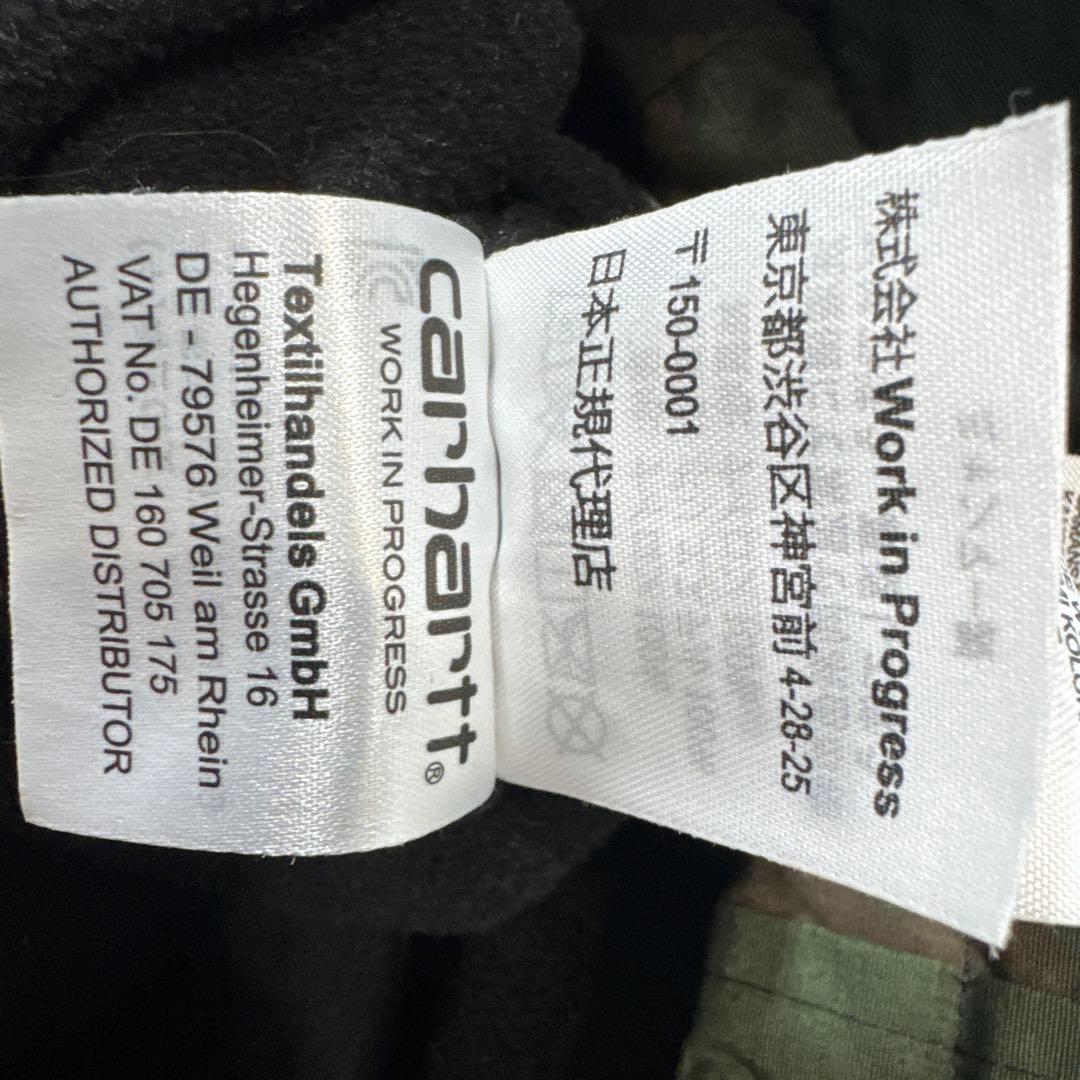 carhartt®
WORK IN PROGRESS
Textilhandels GmbH
Hegenheimer-Strasse 16
DE - 79576 Weil am Rhein
VAT No. DE 160 705 175
AUTHORIZED DISTRIBUTOR
株式会社Work in Progress
東京都渋谷区神宮前 4-28-25
〒150-0001
日本正規代理店